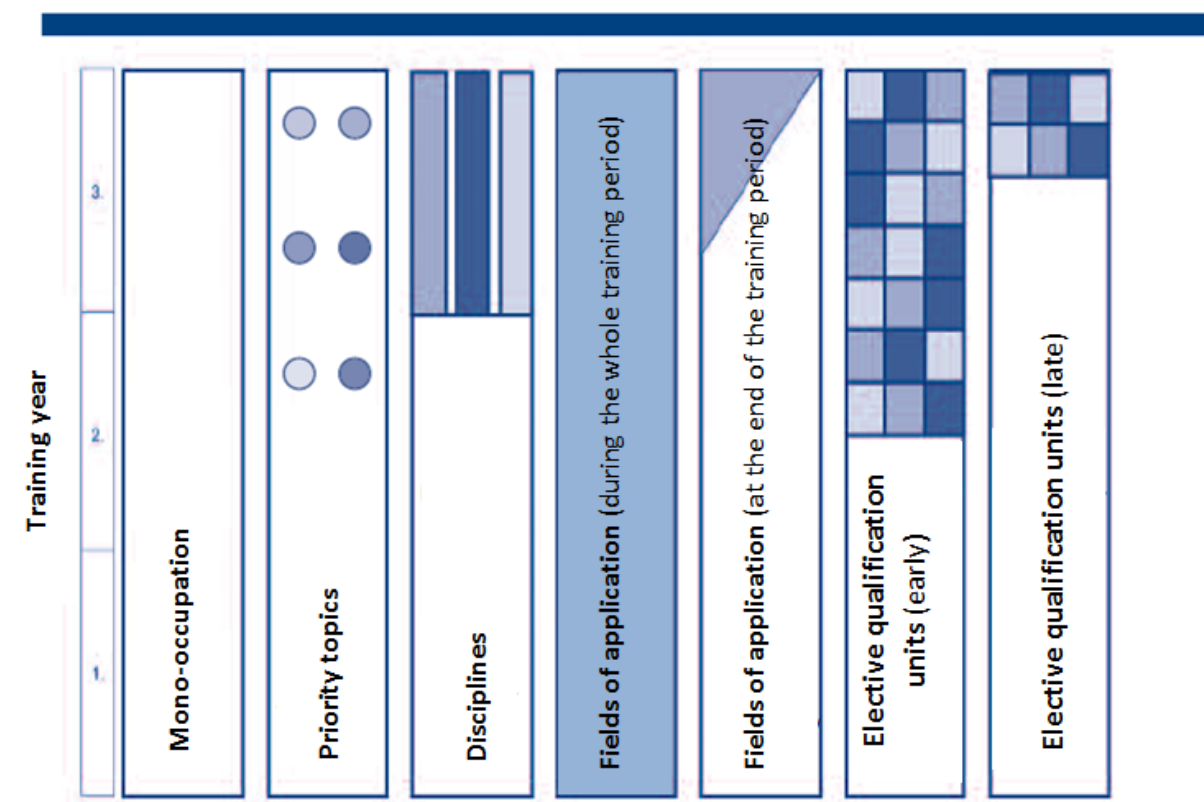 Training year
3.
2.
1.
Mono-occupation
Priority topics
Disciplines
Fields of application (during the whole training period)
Fields of application (at the end of the training period)
Elective qualification
units (early)
Elective qualification units (late)